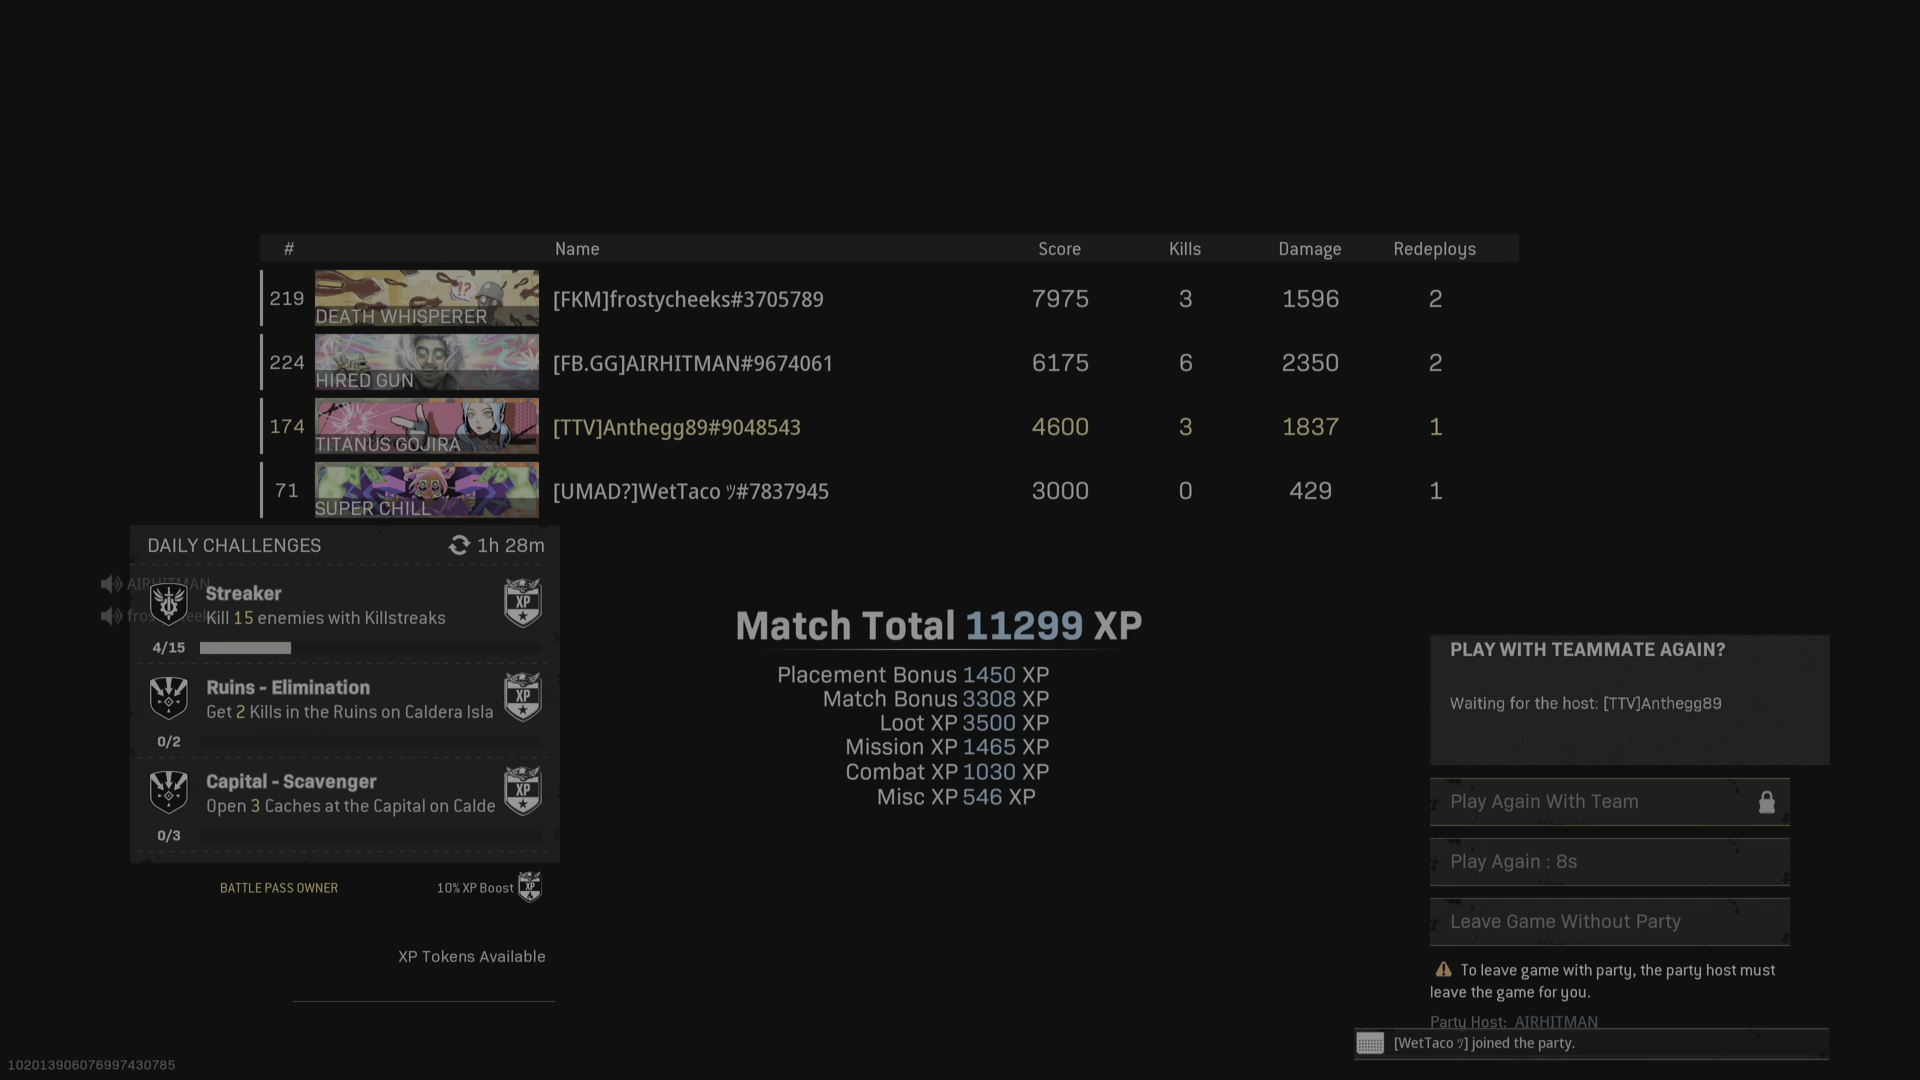 # Name Score Kills Damage Redeploys
219 DEATH WHISPERER [FKM]frostycheeks#3705789 7975 3 1596 2
224 HIRED GUN [FB.GG]AIRHITMAN#9674061 6175 6 2350 2
174 TITANUS GOJIRA [TTV]Anthegg89#9048543 4600 3 1837 1
71 SUPER CHILL [UMAD?]WetTaco ツ#7837945 3000 0 429 1
DAILY CHALLENGES 1h 28m
AIRHITMAN
Streaker
Kill 15 enemies with Killstreaks
XP
4/15
Ruins - Elimination
Get 2 Kills in the Ruins on Caldera Isla
XP
0/2
Capital - Scavenger
Open 3 Caches at the Capital on Calde
XP
0/3
BATTLE PASS OWNER 10% XP Boost XP
XP Tokens Available
Match Total 11299 XP
Placement Bonus 1450 XP
Match Bonus 3308 XP
Loot XP 3500 XP
Mission XP 1465 XP
Combat XP 1030 XP
Misc XP 546 XP
PLAY WITH TEAMMATE AGAIN?
Waiting for the host: [TTV]Anthegg89
Play Again With Team
Play Again : 8s
Leave Game Without Party
To leave game with party, the party host must
leave the game for you.
Party Host: AIRHITMAN
[WetTaco ツ] joined the party.
10201390607699743078­5